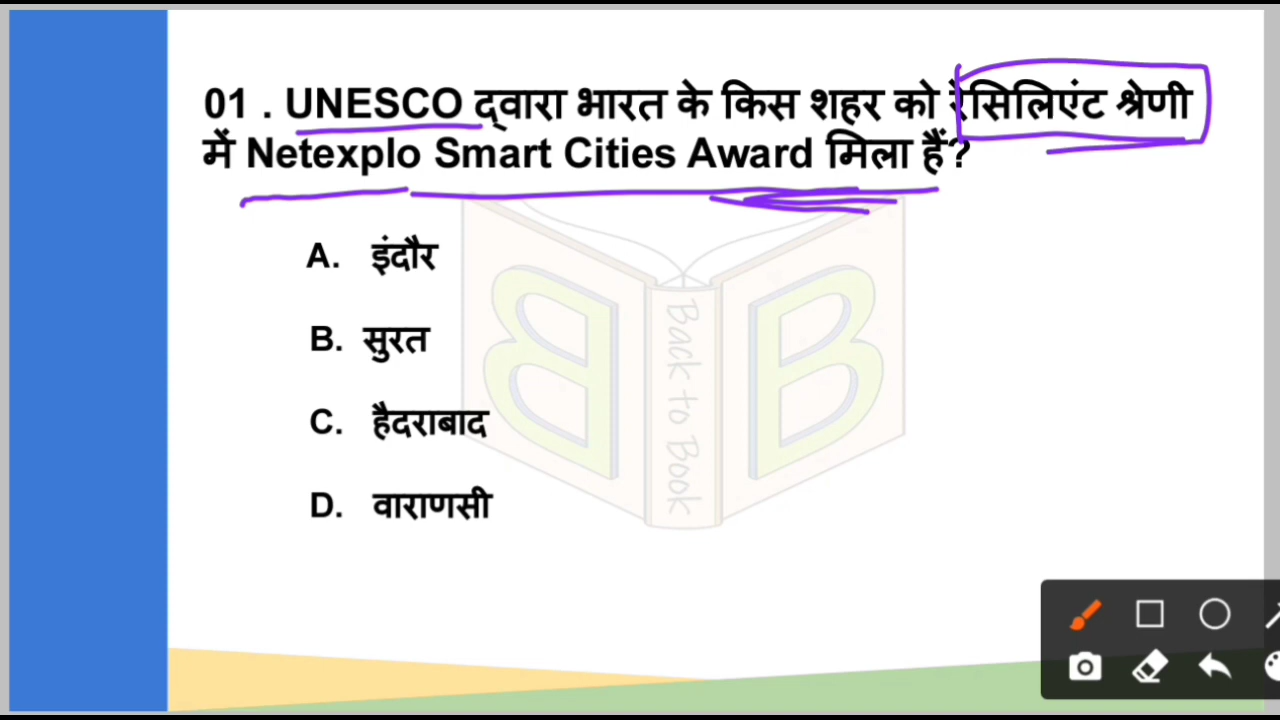 01 . UNESCO द्वारा भारत के किस शहर को रेसिलिएंट श्रेणी
में Netexplo Smart Cities Award मिला हैं?
A. इंदौर
B. सुरत
C. हैदराबाद
D. वाराणसी
B B
Back to Book